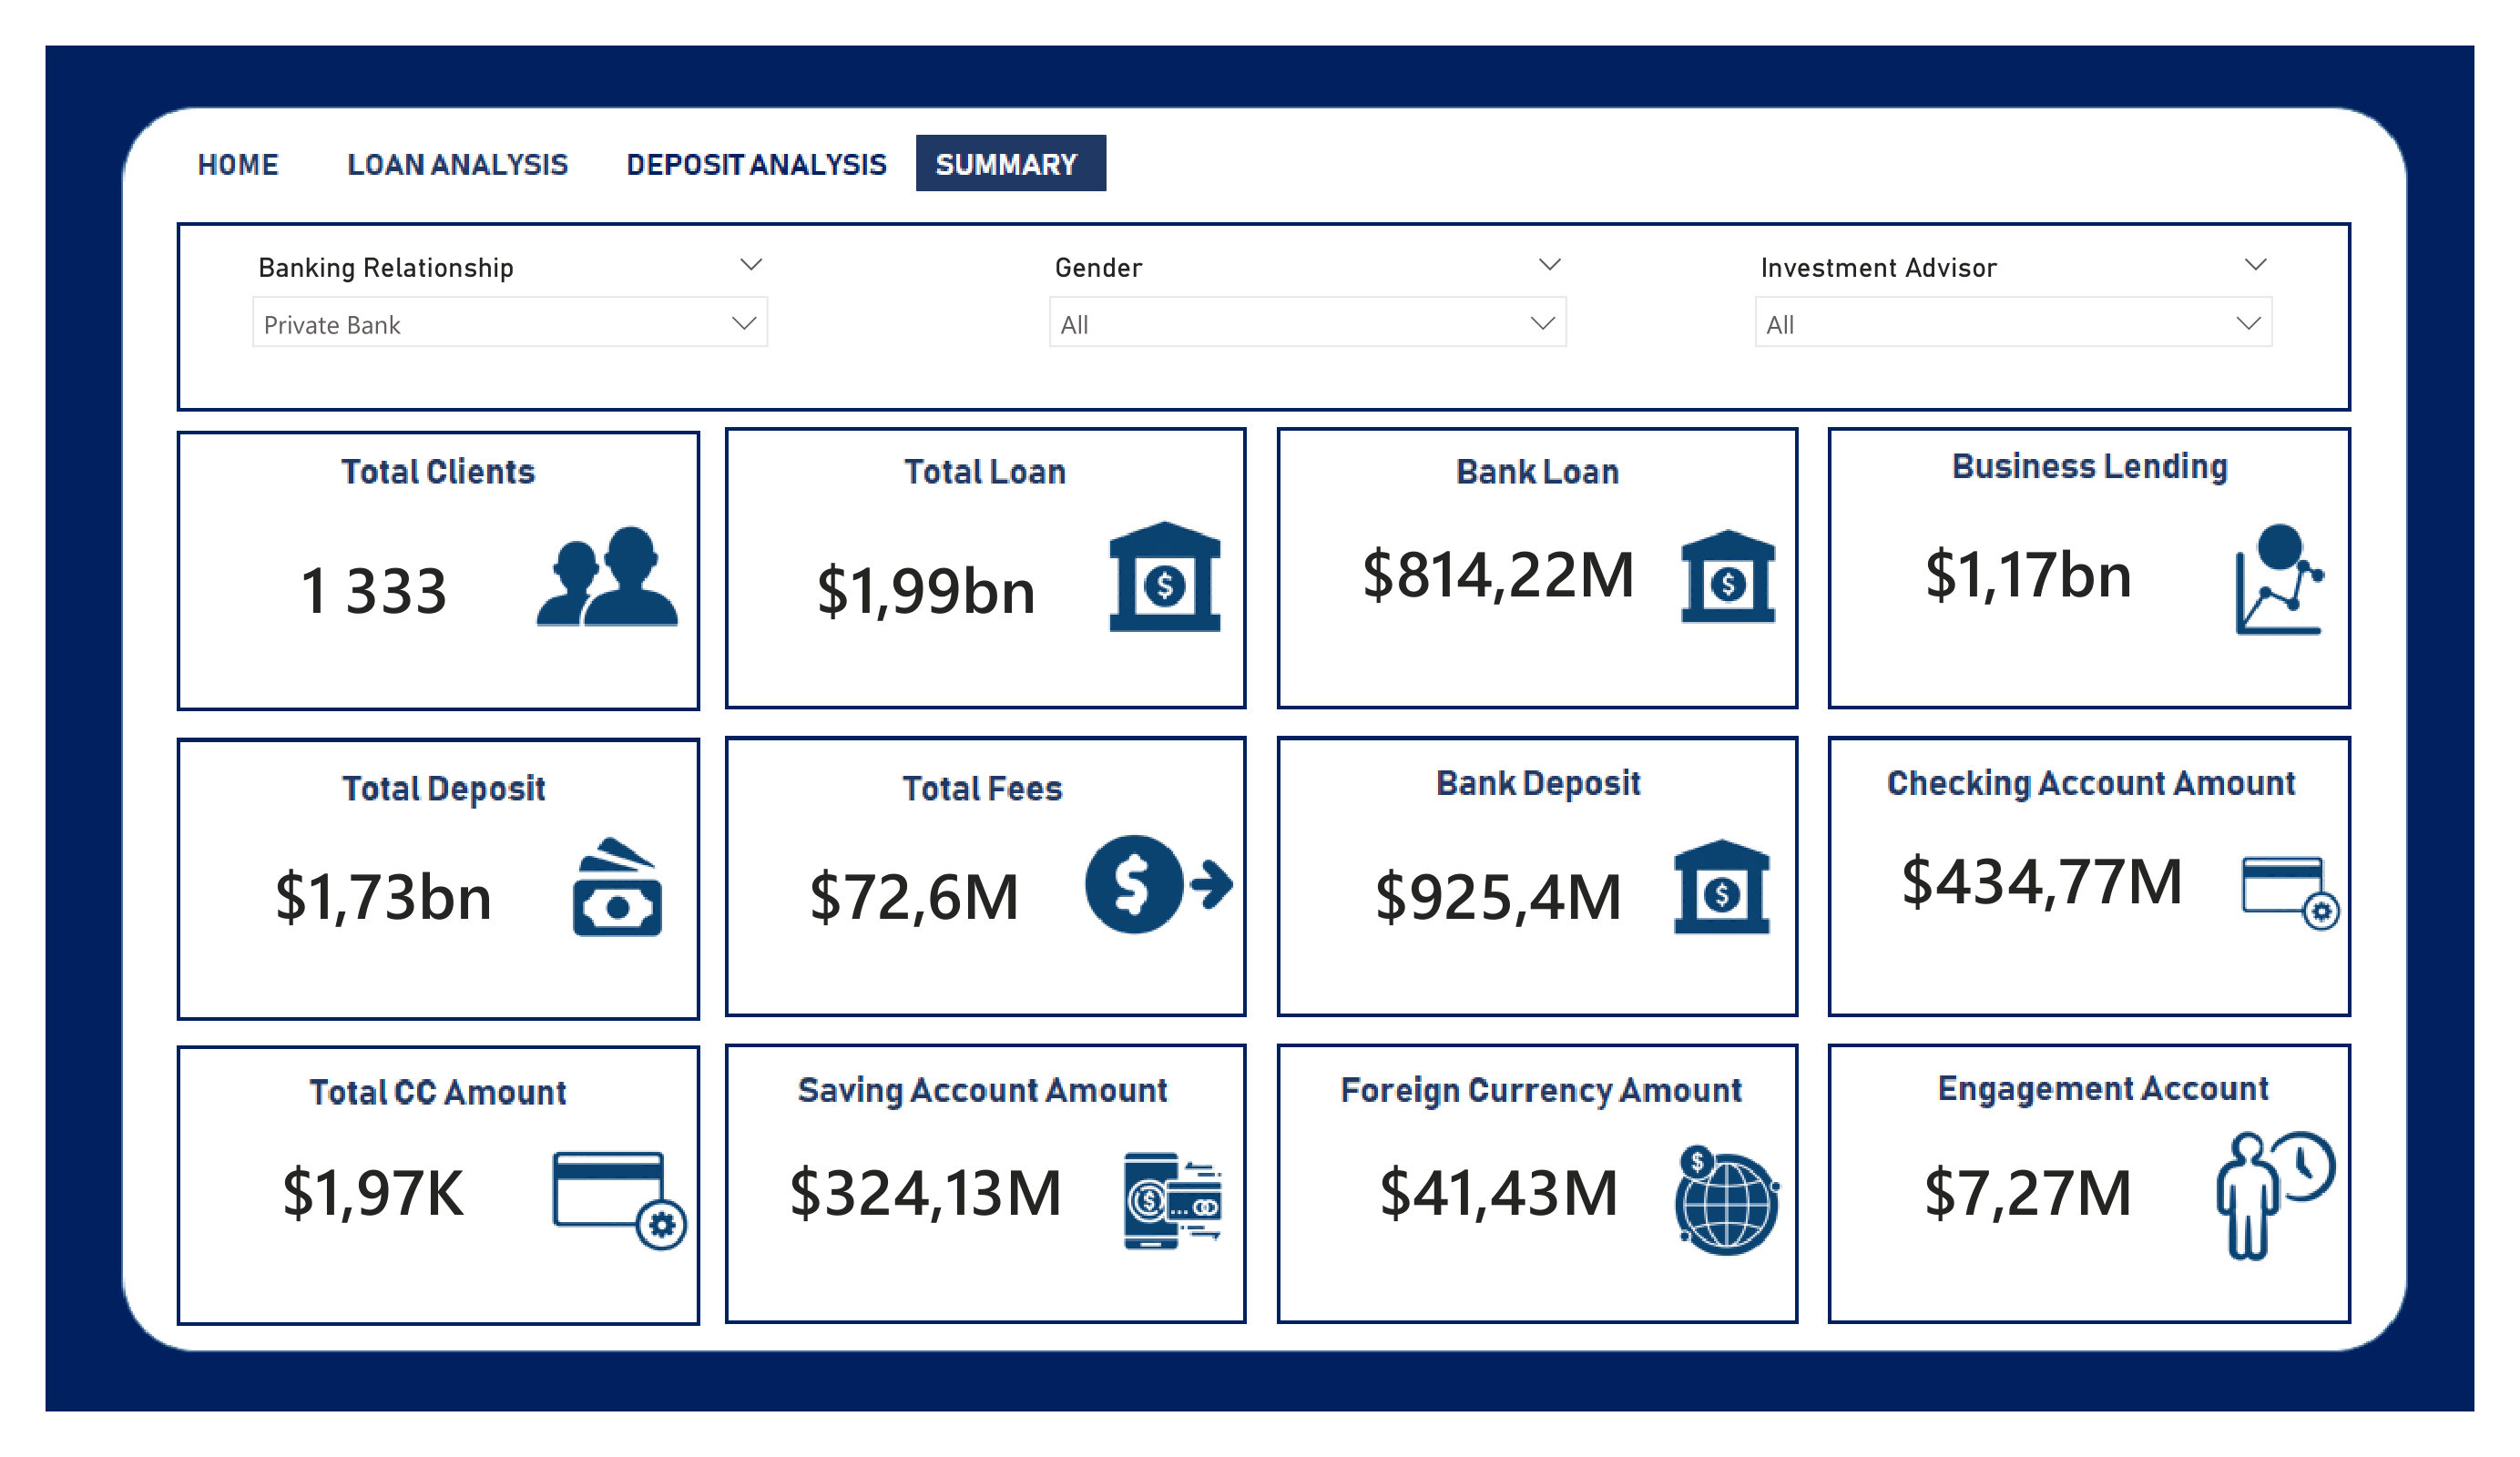 HOME LOAN ANALYSIS DEPOSIT ANALYSIS SUMMARY
Banking Relationship Gender Investment Advisor
Private Bank All All
Total Clients Total Loan Bank Loan Business Lending
1 333 $1,99bn $814,22M $1,17bn
Total Deposit Total Fees Bank Deposit Checking Account Amount
$1,73bn $72,6M $925,4M $434,77M
Total CC Amount Saving Account Amount Foreign Currency Amount Engagement Account
$1,97K $324,13M $41,43M $7,27M